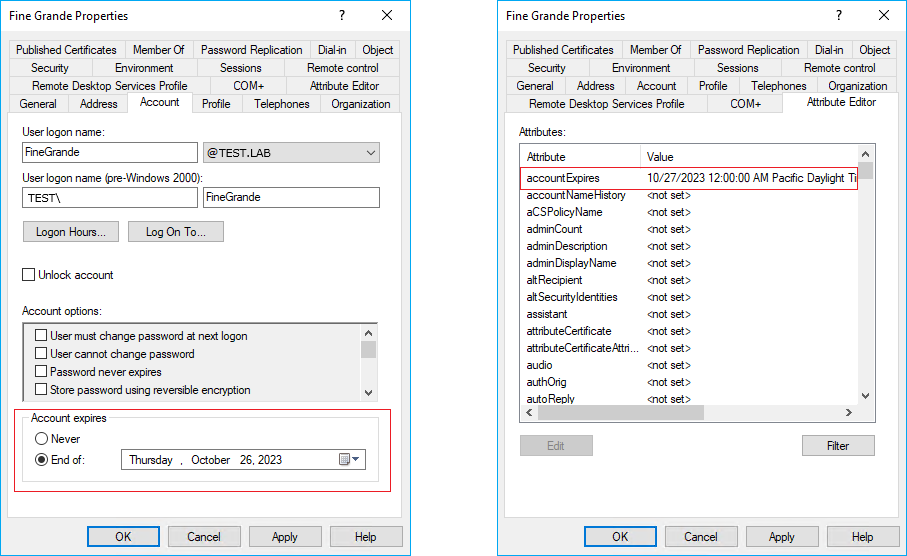 Fine Grande Properties
Published Certificates Member Of Password Replication Dial-in Object
Security Environment Sessions Remote control
Remote Desktop Services Profile COM+ Attribute Editor
General Address Account Profile Telephones Organization
User logon name:
FineGrande @TEST.LAB
User logon name (pre-Windows 2000):
TEST\ FineGrande
Logon Hours... Log On To...
Unlock account
Account options:
User must change password at next logon
User cannot change password
Password never expires
Store password using reversible encryption
Account expires
Never
End of: Thursday , October 26, 2023
OK Cancel Apply Help
Fine Grande Properties
Published Certificates Member Of Password Replication Dial-in Object
Security Environment Sessions Remote control
General Address Account Profile Telephones Organization
Remote Desktop Services Profile COM+ Attribute Editor
Attributes:
Attribute Value
accountExpires 10/27/2023 12:00:00 AM Pacific Daylight Ti
accountNameHistory <not set>
aCSPolicyName <not set>
adminCount <not set>
adminDescription <not set>
adminDisplayName <not set>
altRecipient <not set>
altSecurityIdentities <not set>
assistant <not set>
attributeCertificate <not set>
attributeCertificateAttri... <not set>
audio <not set>
authOrig <not set>
autoReply <not set>
Edit Filter
OK Cancel Apply Help